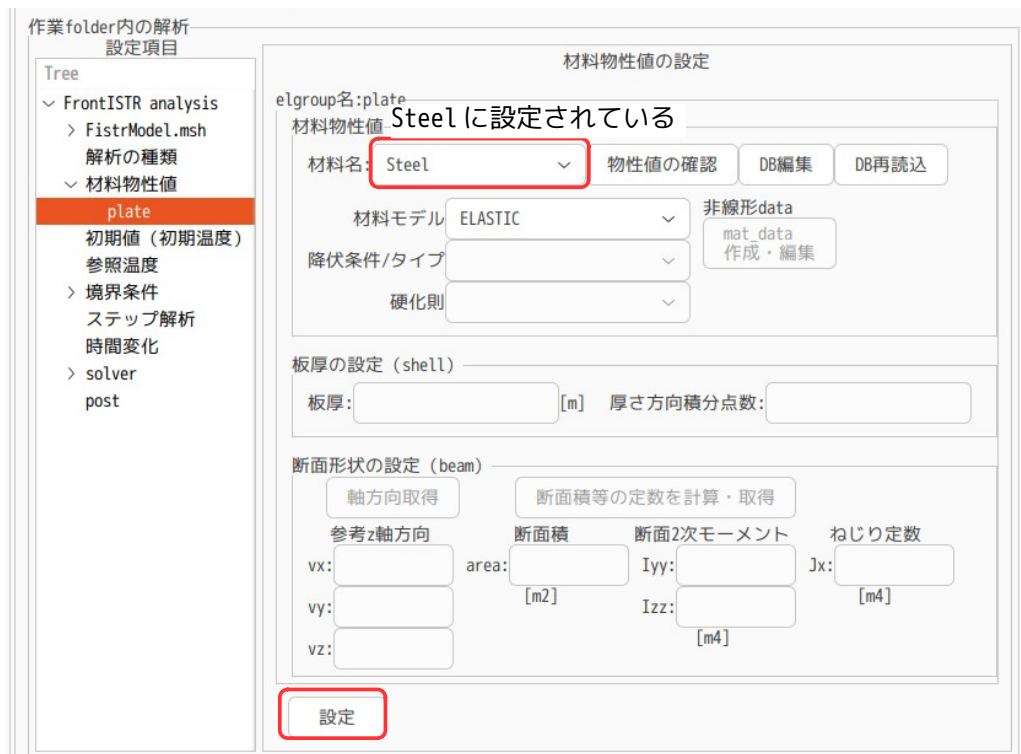 作業folder内の解析
設定項目
Tree
FrontISTR analysis
FistrModel.msh
解析の種類
材料物性値
plate
初期値（初期温度）
参照温度
境界条件
ステップ解析
時間変化
solver
post
材料物性値の設定
elgroup名:plate
Steelに設定されている
材料物性値
材料名: Steel 物性値の確認 DB編集 DB再読込
材料モデル ELASTIC
非線形data
mat_data
作成・編集
降伏条件/タイプ
硬化則
板厚の設定（shell）
板厚: [m] 厚さ方向積分点数:
断面形状の設定（beam）
軸方向取得 断面積等の定数を計算・取得
参考z軸方向 断面積 断面2次モーメント ねじり定数
vx: area: Iyy: Jx:
[m2] [m4]
vy: Izz:
[m4]
vz:
設定